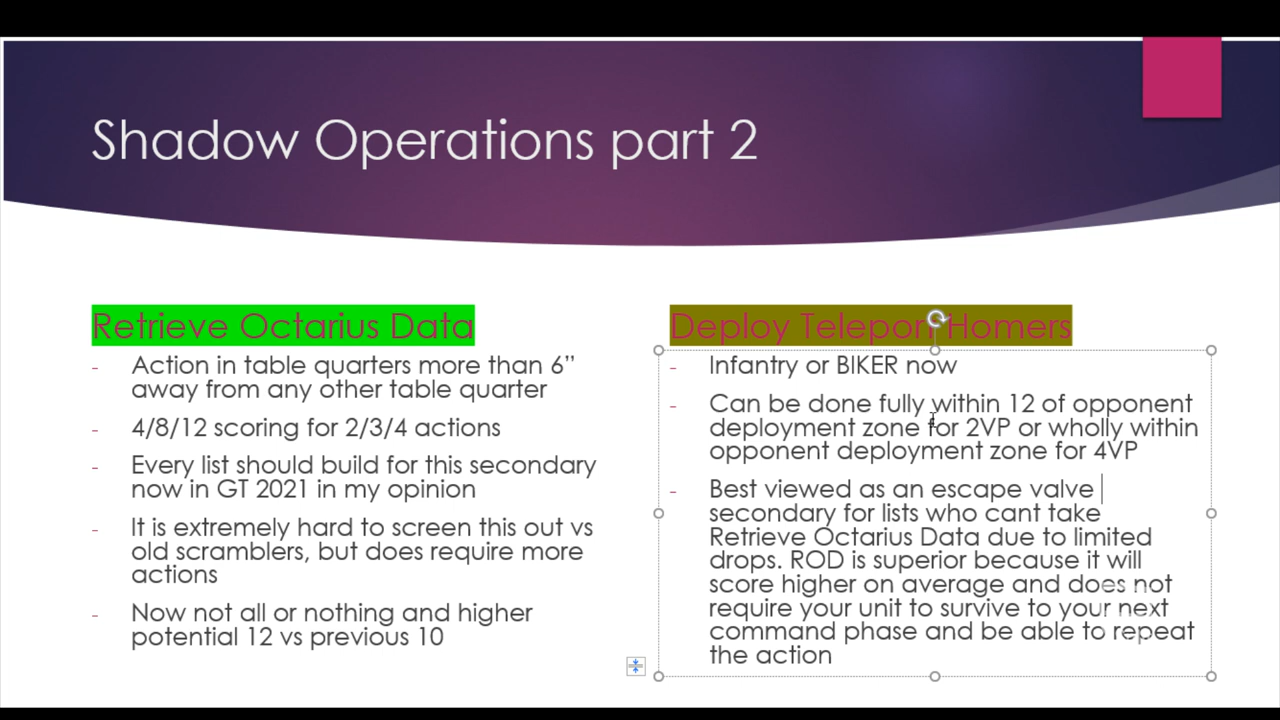 Shadow Operations part 2
Retrieve Octarius Data
- Action in table quarters more than 6”
away from any other table quarter
- 4/8/12 scoring for 2/3/4 actions
- Every list should build for this secondary
now in GT 2021 in my opinion
- It is extremely hard to screen this out vs
old scramblers, but does require more
actions
- Now not all or nothing and higher
potential 12 vs previous 10
Deploy Teleport Homers
- Infantry or BIKER now
- Can be done fully within 12 of opponent
deployment zone for 2VP or wholly within
opponent deployment zone for 4VP
- Best viewed as an escape valve
secondary for lists who cant take
Retrieve Octarius Data due to limited
drops. ROD is superior because it will
score higher on average and does not
require your unit to survive to your next
command phase and be able to repeat
the action